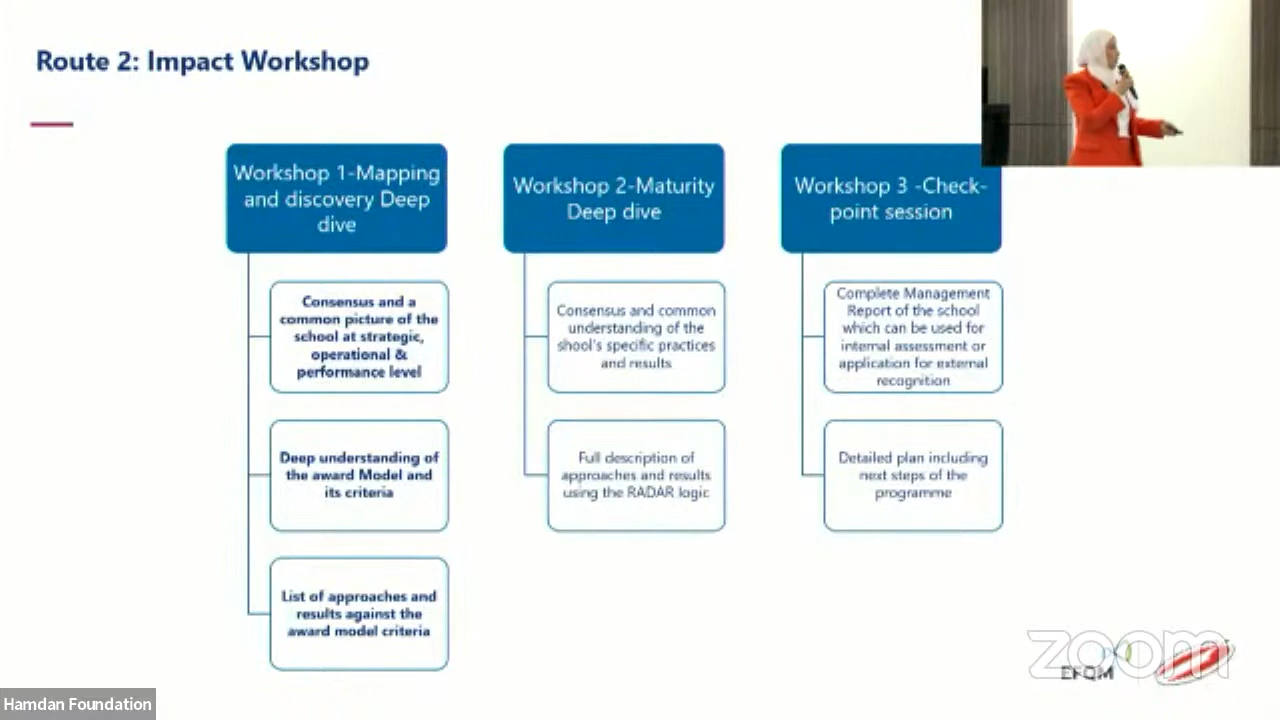 Route 2: Impact Workshop
Workshop 1-Mapping
and discovery Deep
dive
Consensus and a
common picture of the
school at strategic,
operational &
performance level
Deep understanding of
the award Model and
its criteria
List of approaches and
results against the
award model criteria
Workshop 2-Maturity
Deep dive
Consensus and common
understanding of the
shool's specific practices
and results
Full description of
approaches and results
using the RADAR logic
Workshop 3 -Check-
point session
Complete Management
Report of the school
which can be used for
internal assessment or
application for external
recognition
Detailed plan including
next steps of the
programme
zoom
EFQM
Hamdan Foundation